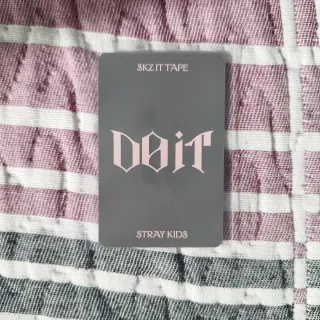 SKZ IT TAPE
DO iT
STRAY KIDS